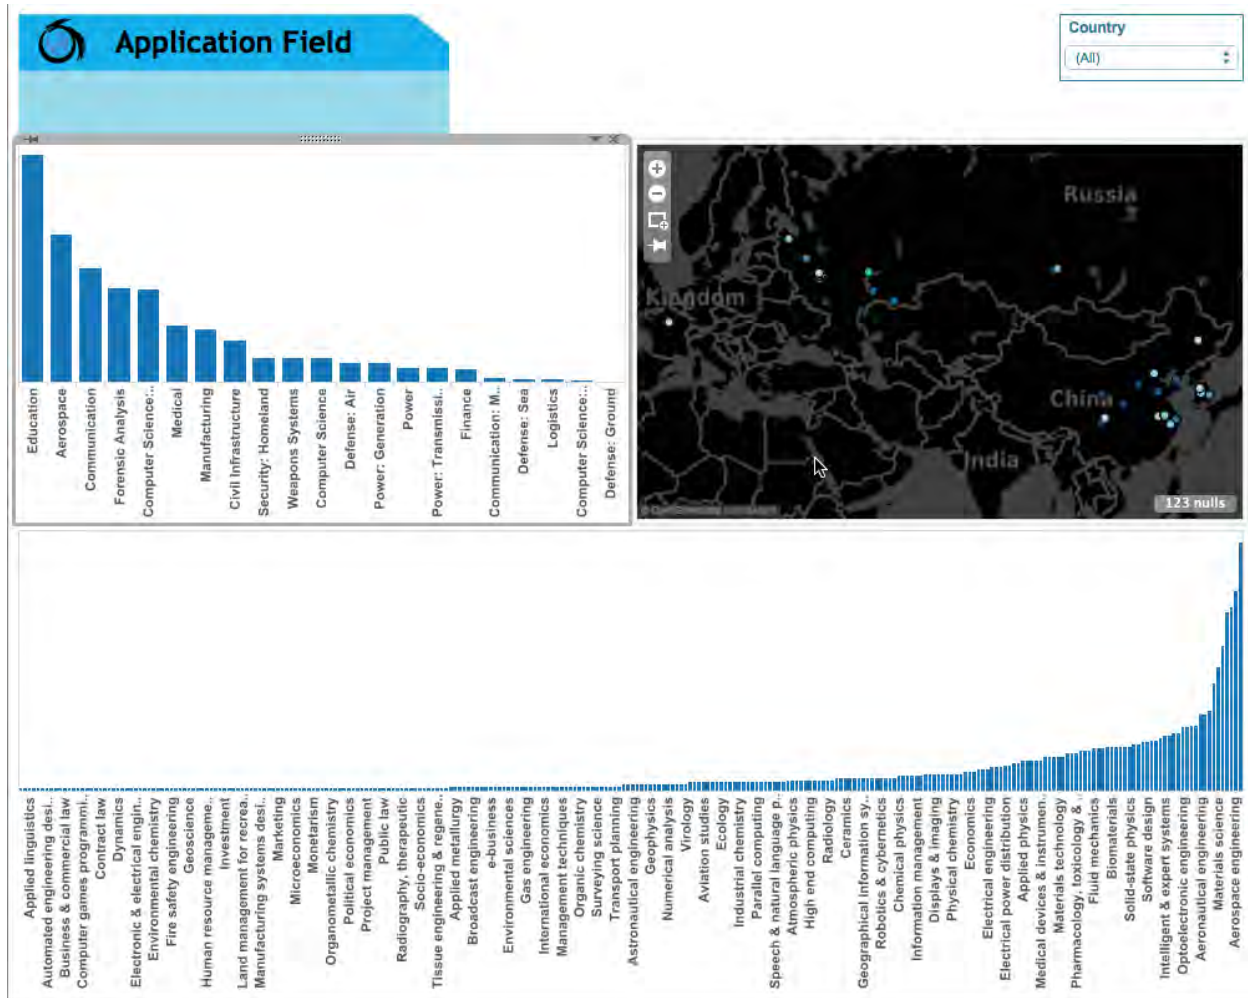 Application Field
Country
(All)
Education
Aerospace
Communication
Forensic Analysis
Computer Science:..
Medical
Manufacturing
Civil Infrastructure
Security: Homeland
Weapons Systems
Computer Science
Defense: Air
Power: Generation
Power
Power: Transmissi..
Finance
Communication: M..
Defense: Sea
Logistics
Computer Science:..
Defense: Ground
Russia
Kingdom
China
India
123 nulls
Applied linguistics
Automated engineering desi..
Business & commercial law
Computer games programmi..
Contract law
Dynamics
Electronic & electrical engin..
Environmental chemistry
Fire safety engineering
Geoscience
Human resource manageme..
Investment
Land management for recrea..
Manufacturing systems desi..
Marketing
Microeconomics
Monetarism
Organometallic chemistry
Political economics
Project management
Public law
Radiography, therapeutic
Socio-economics
Tissue engineering & regene..
Applied metallurgy
Broadcast engineering
e-business
Environmental sciences
Gas engineering
International economics
Management techniques
Organic chemistry
Surveying science
Transport planning
Astronautical engineering
Geophysics
Numerical analysis
Virology
Aviation studies
Ecology
Industrial chemistry
Parallel computing
Speech & natural language p..
Atmospheric physics
High end computing
Radiology
Ceramics
Geographical information sy..
Robotics & cybernetics
Chemical physics
Information management
Displays & imaging
Physical chemistry
Economics
Electrical engineering
Electrical power distribution
Applied physics
Medical devices & instrumen..
Materials technology
Pharmacology, toxicology & ..
Fluid mechanics
Biomaterials
Solid-state physics
Software design
Intelligent & expert systems
Optoelectronic engineering
Aeronautical engineering
Materials science
Aerospace engineering